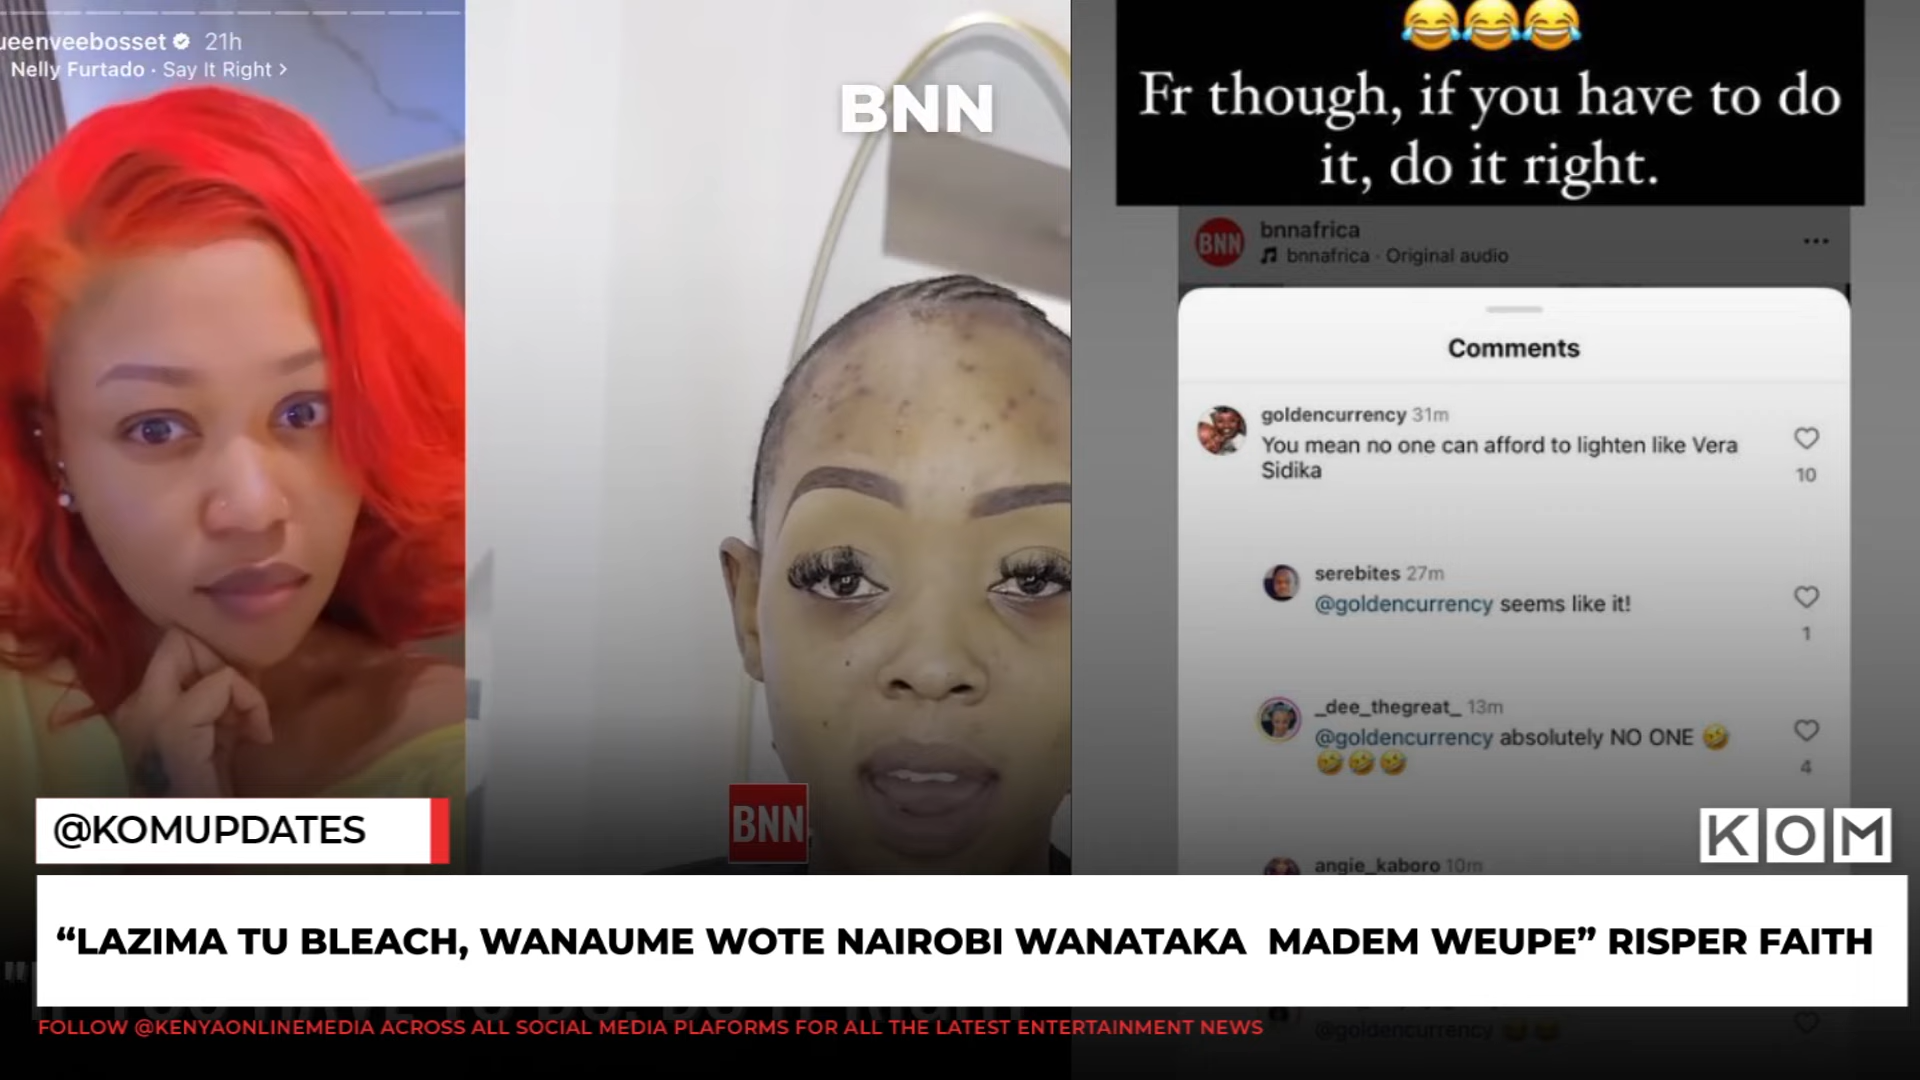 ueenveebosset 21h
Nelly Furtado · Say It Right >
BNN
BNN
😂😂😂
Fr though, if you have to do
it, do it right.
BNN
bnnafrica
bnnafrica · Original audio
Comments
goldencurrency 31m
You mean no one can afford to lighten like Vera
Sidika
10
serebites 27m
@goldencurrency seems like it!
1
_dee_thegreat_ 13m
@goldencurrency absolutely NO ONE 🤣
🤣🤣🤣
4
angie_kaboro 10m
@goldencurrency
@KOMUPDATES
KOM
“LAZIMA TU BLEACH, WANAUME WOTE NAIROBI WANATAKA MADEM WEUPE” RISPER FAITH
FOLLOW @KENYAONLINEMEDIA ACROSS ALL SOCIAL MEDIA PLAFORMS FOR ALL THE LATEST ENTERTAINMENT NEWS